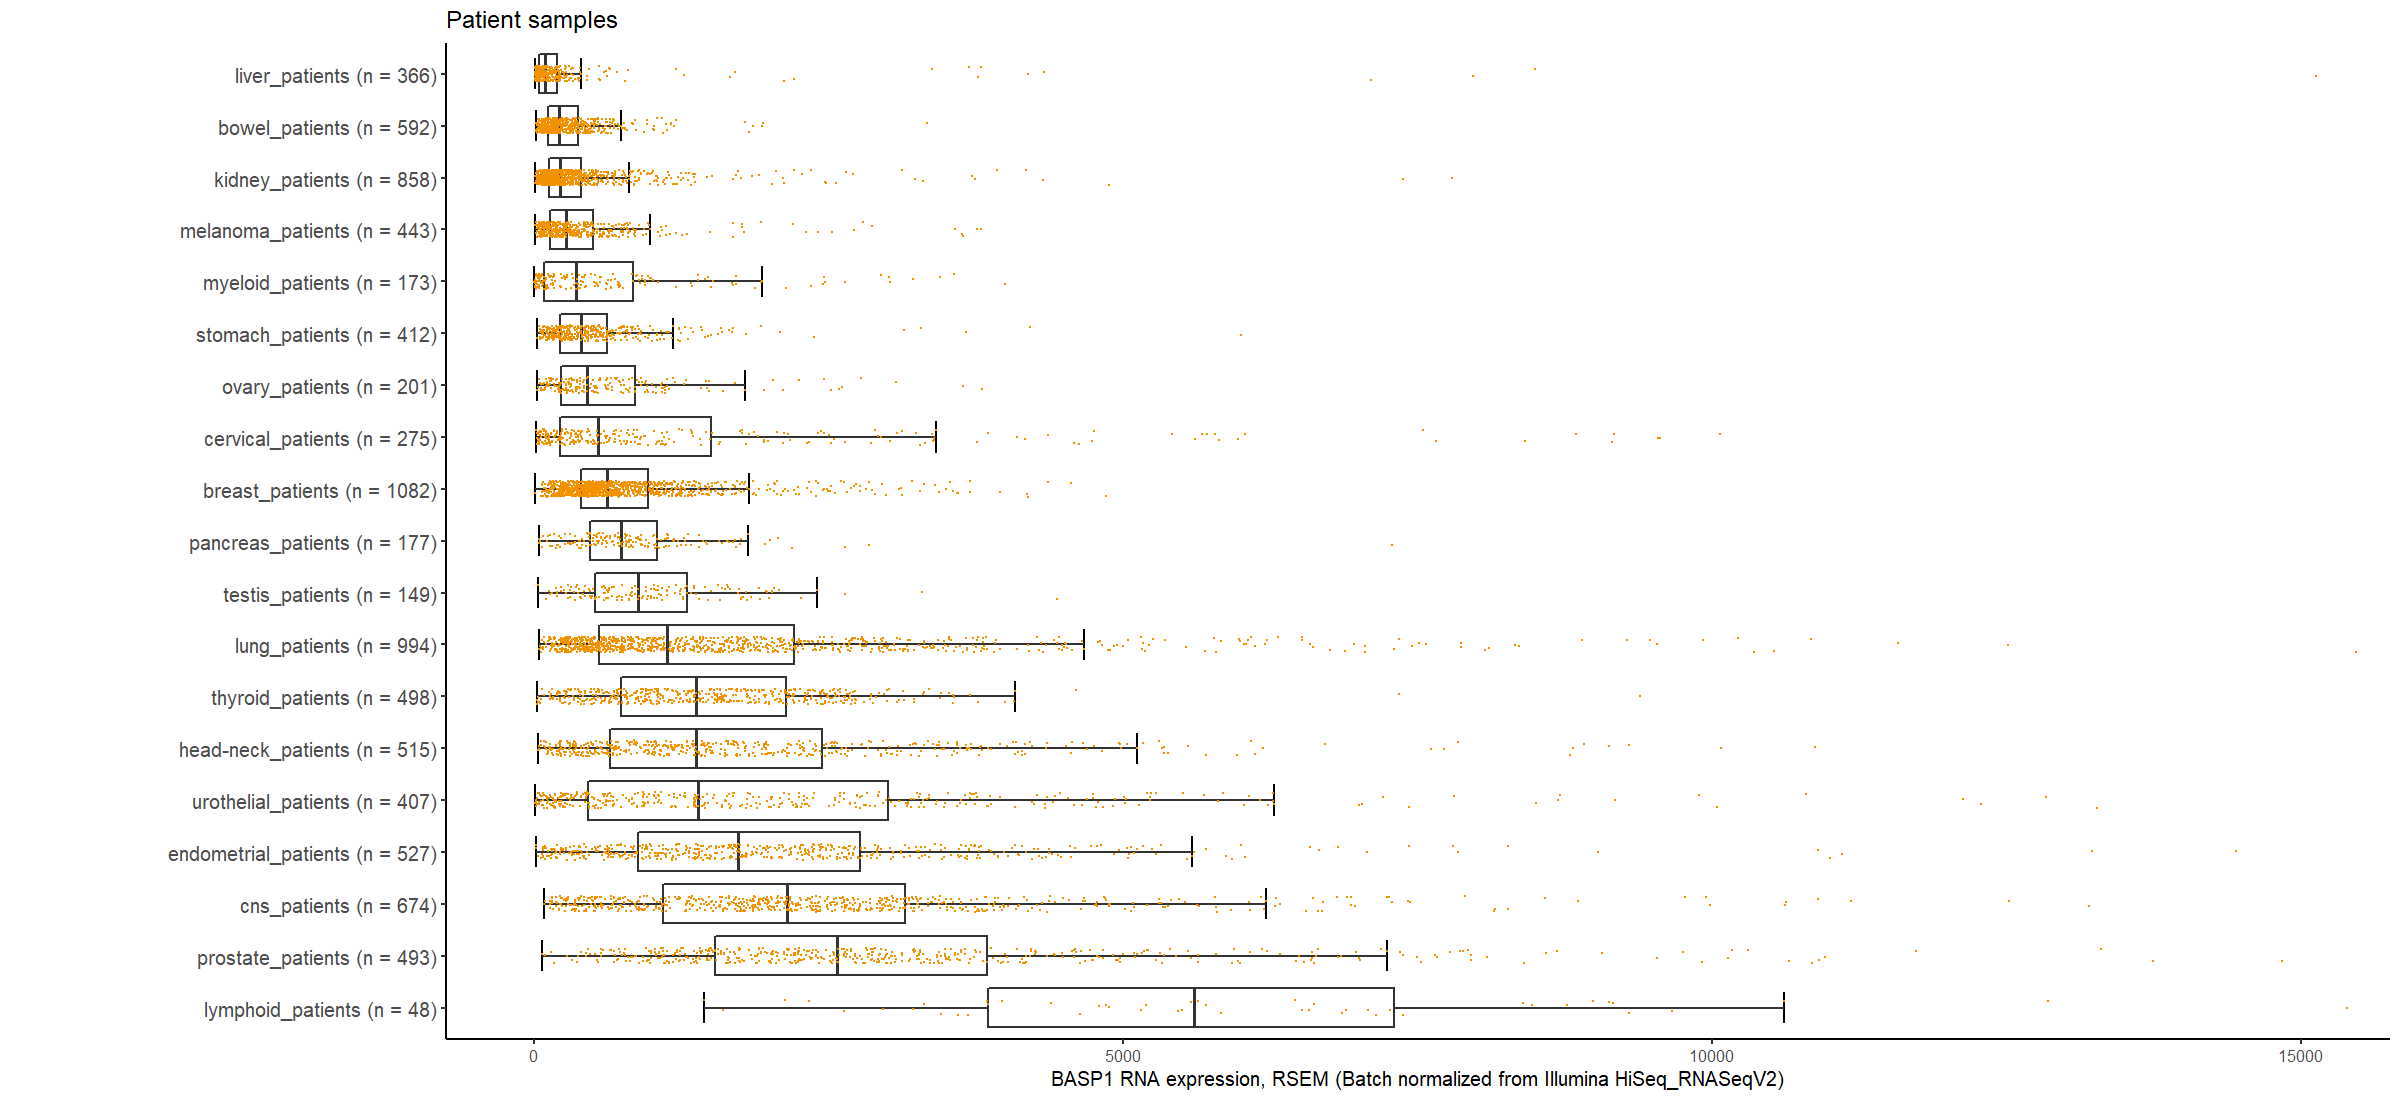 Patient samples
liver_patients (n = 366)
bowel_patients (n = 592)
kidney_patients (n = 858)
melanoma_patients (n = 443)
myeloid_patients (n = 173)
stomach_patients (n = 412)
ovary_patients (n = 201)
cervical_patients (n = 275)
breast_patients (n = 1082)
pancreas_patients (n = 177)
testis_patients (n = 149)
lung_patients (n = 994)
thyroid_patients (n = 498)
head-neck_patients (n = 515)
urothelial_patients (n = 407)
endometrial_patients (n = 527)
cns_patients (n = 674)
prostate_patients (n = 493)
lymphoid_patients (n = 48)
0 5000 10000 15000
BASP1 RNA expression, RSEM (Batch normalized from Illumina HiSeq_RNASeqV2)